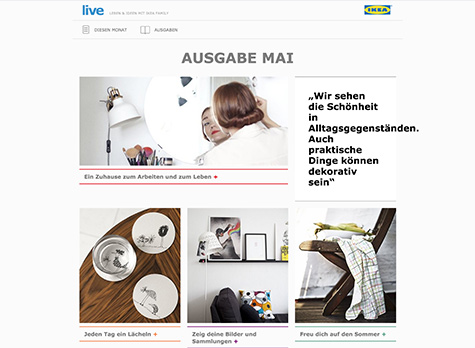 live LEBEN & WOHNEN MIT IKEA FAMILY
IKEA
DIESEN MONAT AUSGABEN
AUSGABE MAI
„Wir sehen
die Schönheit
in
Alltagsgegenständen.
Auch
praktische
Dinge können
dekorativ
sein“
Ein Zuhause zum Arbeiten und zum Leben +
Jeden Tag ein Lächeln +
Zeig deine Bilder und
Sammlungen +
Freu dich auf den Sommer +